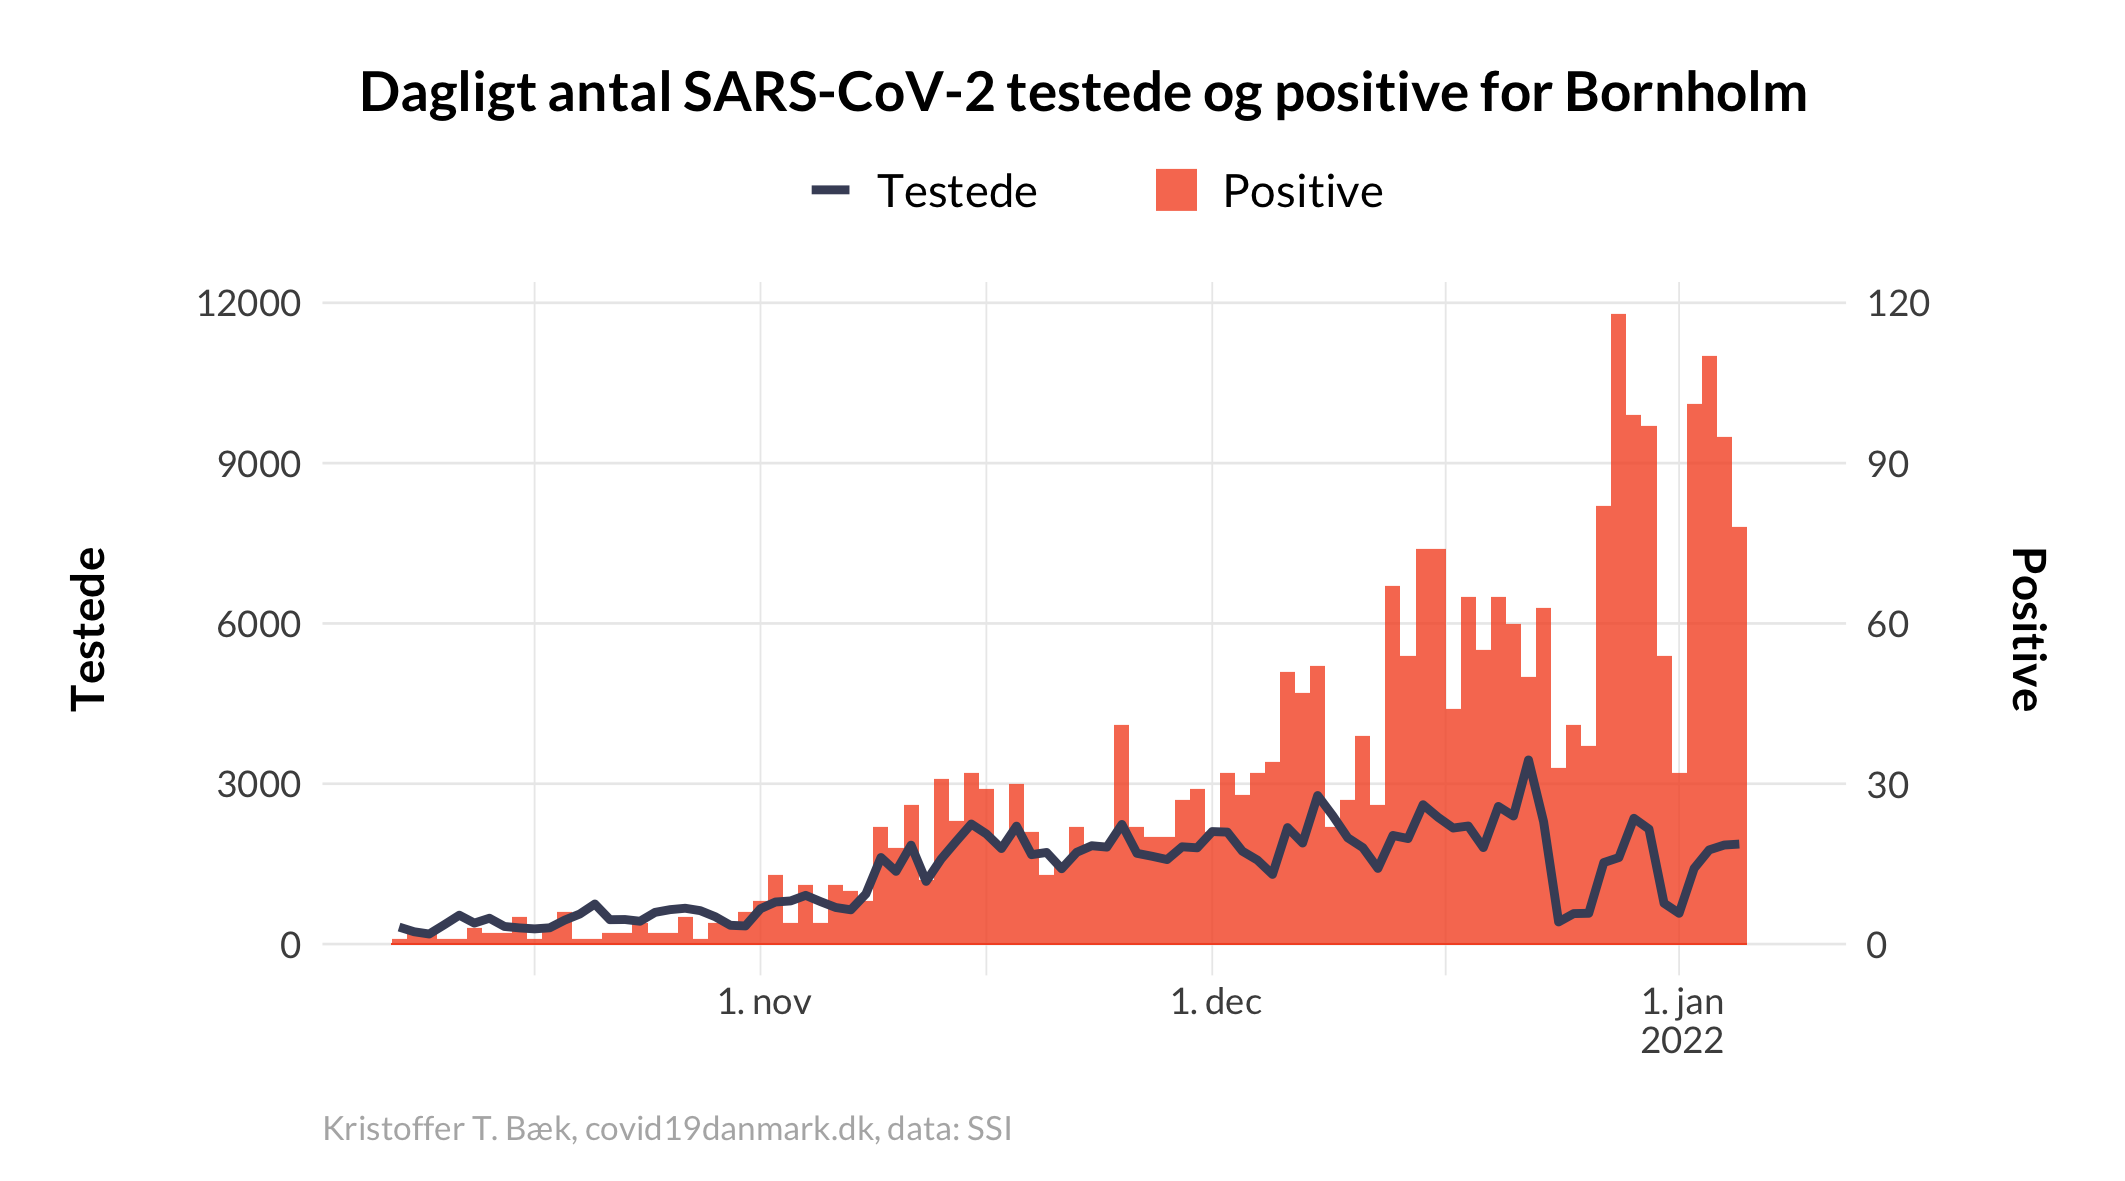 Dagligt antal SARS-CoV-2 testede og positive for Bornholm
Testede
Positive
12000
9000
6000
3000
0
Testede
120
90
60
30
0
Positive
1. nov
1. dec
1. jan
2022
Kristoffer T. Bæk, covid19danmark.dk, data: SSI